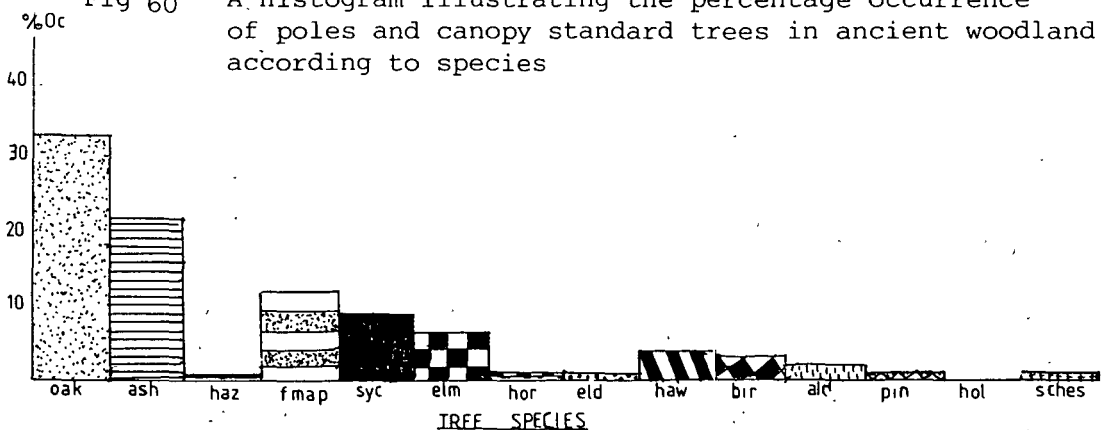 Fig 60 A histogram illustrating the percentage occurrence
of poles and canopy standard trees in ancient woodland
according to species
%Oc
40
30
20
10
oak ash haz fmap syc elm hor eld haw bir ald pin hol sches
TREE SPECIES